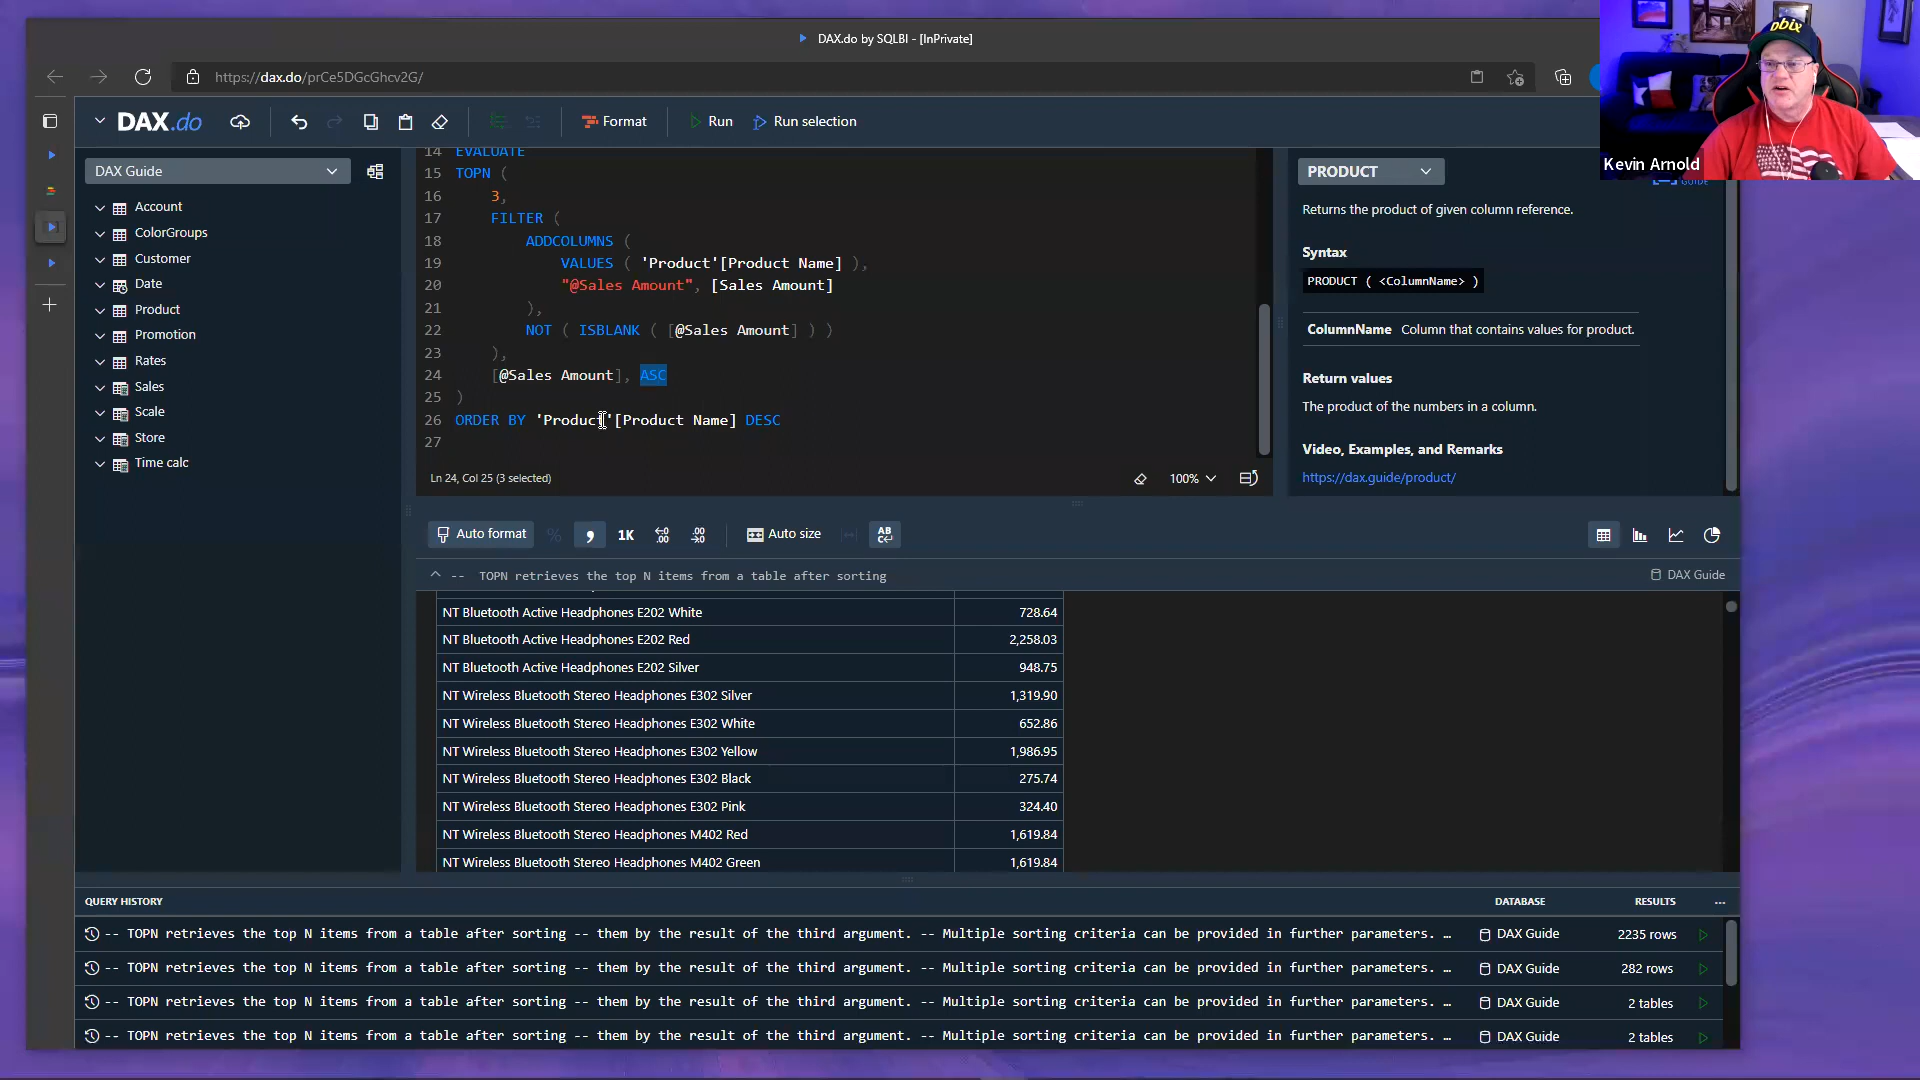 DAX.do by SQLBI - [InPrivate]
https://dax.do/prCe5DGcGhcv2G/
DAX.do
Format
Run
Run selection
DAX Guide
Account
ColorGroups
Customer
Date
Product
Promotion
Rates
Sales
Scale
Store
Time calc
14 EVALUATE
15 TOPN (
16 3,
17 FILTER (
18 ADDCOLUMNS (
19 VALUES ( 'Product'[Product Name] ),
20 "@Sales Amount", [Sales Amount]
21 ),
22 NOT ( ISBLANK ( [@Sales Amount] ) )
23 ),
24 [@Sales Amount], ASC
25 )
26 ORDER BY 'Product'[Product Name] DESC
27
Ln 24, Col 25 (3 selected)
100%
PRODUCT
GUIDE
Returns the product of given column reference.
Syntax
PRODUCT ( <ColumnName> )
ColumnName Column that contains values for product.
Return values
The product of the numbers in a column.
Video, Examples, and Remarks
https://dax.guide/product/
pbix
Kevin Arnold
Auto format % , 1K .00 .00 Auto size AB C
-- TOPN retrieves the top N items from a table after sorting
DAX Guide
NT Bluetooth Active Headphones E202 White 728.64
NT Bluetooth Active Headphones E202 Red 2,258.03
NT Bluetooth Active Headphones E202 Silver 948.75
NT Wireless Bluetooth Stereo Headphones E302 Silver 1,319.90
NT Wireless Bluetooth Stereo Headphones E302 White 652.86
NT Wireless Bluetooth Stereo Headphones E302 Yellow 1,986.95
NT Wireless Bluetooth Stereo Headphones E302 Black 275.74
NT Wireless Bluetooth Stereo Headphones E302 Pink 324.40
NT Wireless Bluetooth Stereo Headphones M402 Red 1,619.84
NT Wireless Bluetooth Stereo Headphones M402 Green 1,619.84
QUERY HISTORY DATABASE RESULTS ...
-- TOPN retrieves the top N items from a table after sorting -- them by the result of the third argument. -- Multiple sorting criteria can be provided in further parameters. … DAX Guide 2235 rows
-- TOPN retrieves the top N items from a table after sorting -- them by the result of the third argument. -- Multiple sorting criteria can be provided in further parameters. … DAX Guide 282 rows
-- TOPN retrieves the top N items from a table after sorting -- them by the result of the third argument. -- Multiple sorting criteria can be provided in further parameters. … DAX Guide 2 tables
-- TOPN retrieves the top N items from a table after sorting -- them by the result of the third argument. -- Multiple sorting criteria can be provided in further parameters. … DAX Guide 2 tables